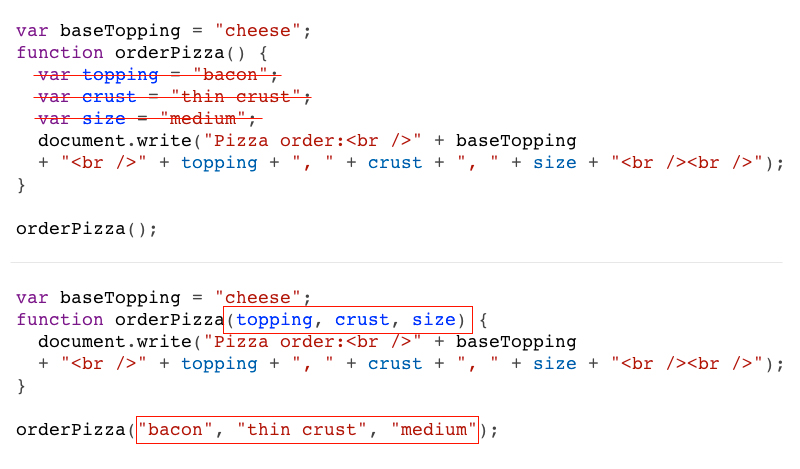 var baseTopping = "cheese";
function orderPizza() {
var topping = "bacon";
var crust = "thin crust";
var size = "medium";
document.write("Pizza order:<br />" + baseTopping
+ "<br />" + topping + ", " + crust + ", " + size + "<br /><br />");
}
orderPizza();
var baseTopping = "cheese";
function orderPizza(topping, crust, size) {
document.write("Pizza order:<br />" + baseTopping
+ "<br />" + topping + ", " + crust + ", " + size + "<br /><br />");
}
orderPizza("bacon", "thin crust", "medium");